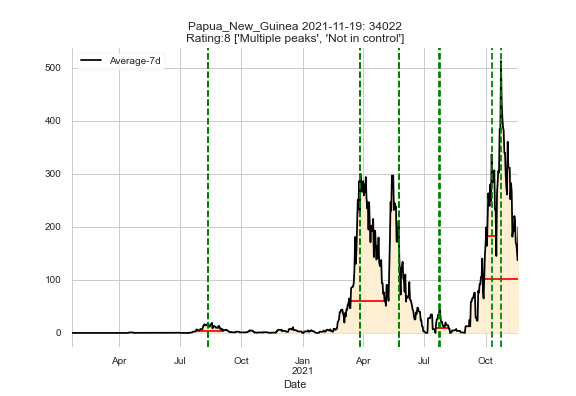 Papua_New_Guinea 2021-11-19: 34022
Rating:8 ['Multiple peaks', 'Not in control']
Average-7d
500
400
300
200
100
0
Apr Jul Oct Jan Apr Jul Oct
2021
Date